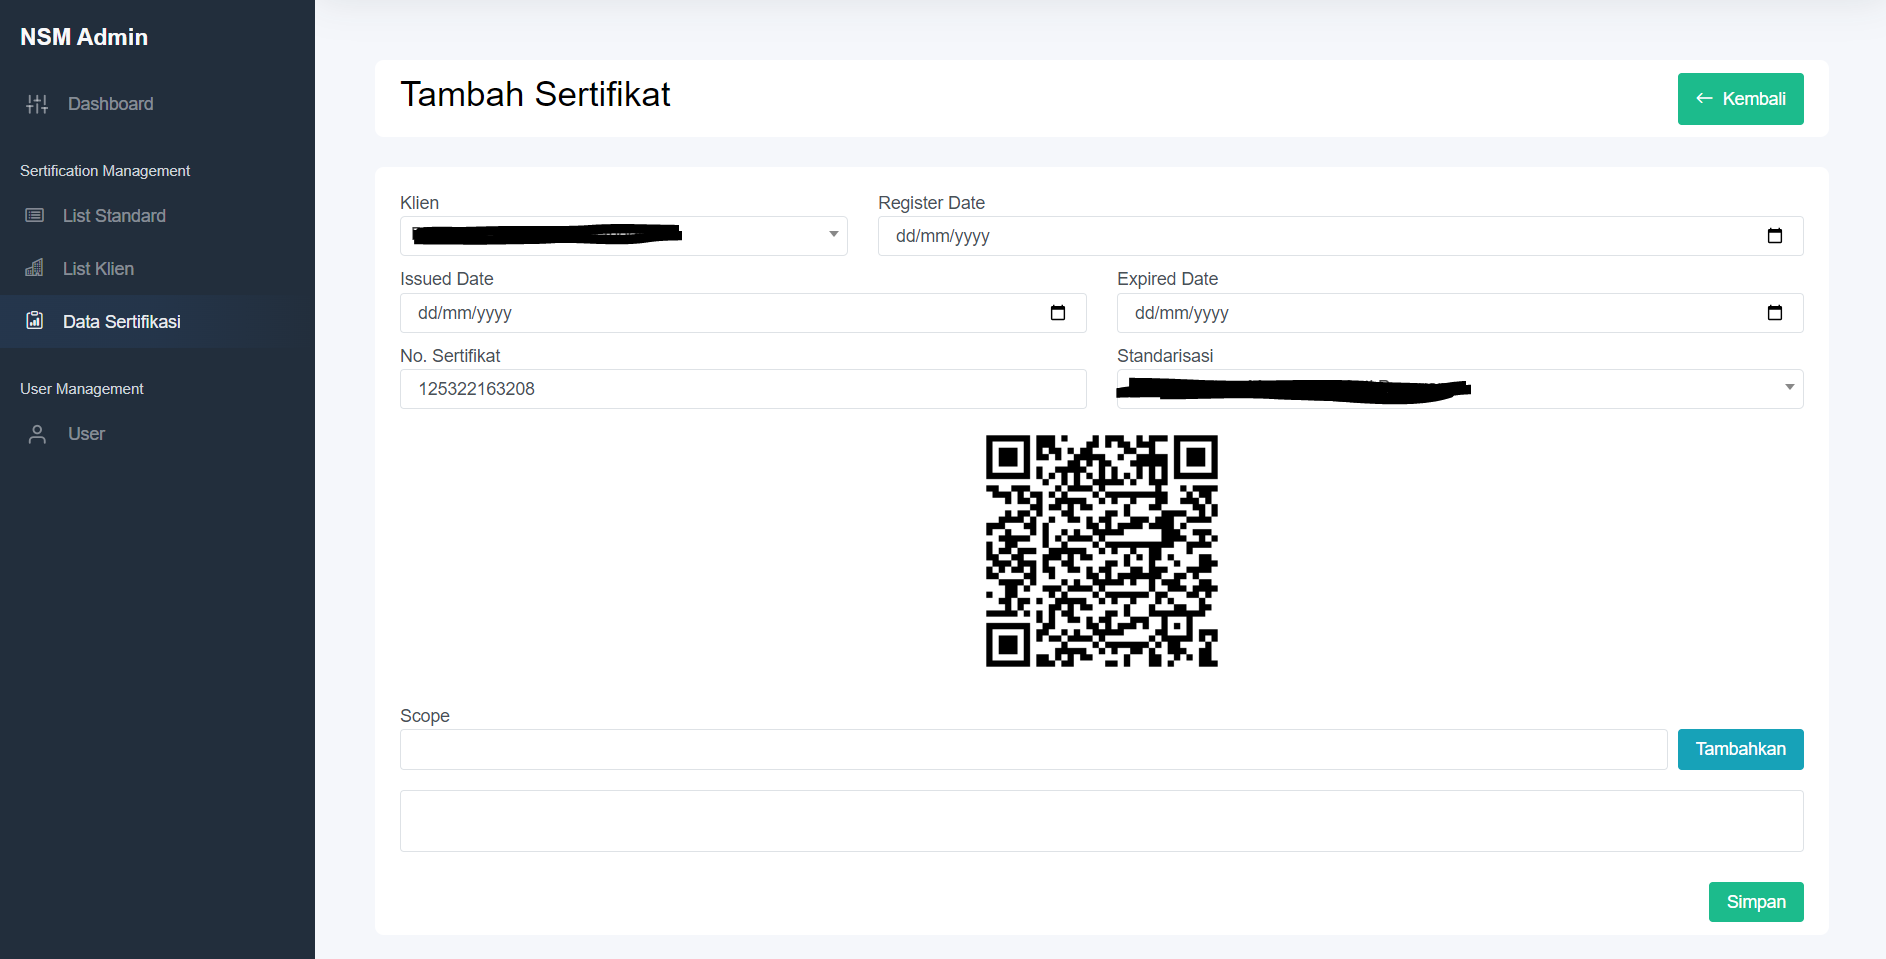 NSM Admin
Dashboard
Sertification Management
List Standard
List Klien
Data Sertifikasi
User Management
User
Tambah Sertifikat
Kembali
Klien
Register Date
dd/mm/yyyy
Issued Date
Expired Date
dd/mm/yyyy
dd/mm/yyyy
No. Sertifikat
Standarisasi
125322163208
Scope
Tambahkan
Simpan